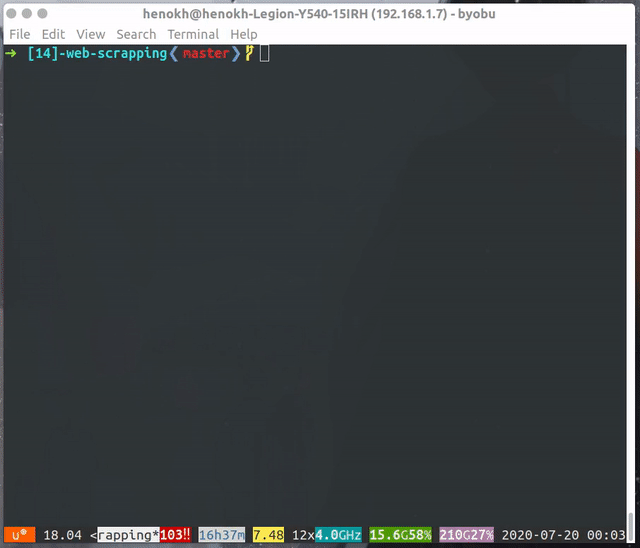 henokh@henokh-Legion-Y540-15IRH (192.168.1.7) - byobu
File Edit View Search Terminal Help
➜ [14]-web-scrapping❮ master❯
u® 18.04 <rapping*103‼ 16h37m 7.48 12x4.0GHz 15.6G58% 210G27% 2020-07-20 00:03